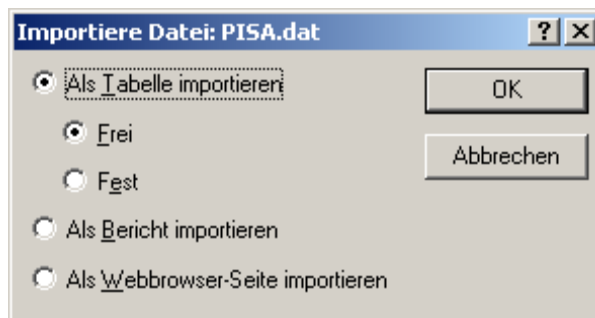 Importiere Datei: PISA.dat
Als Tabelle importieren
OK
Frei
Abbrechen
Fest
Als Bericht importieren
Als Webbrowser-Seite importieren